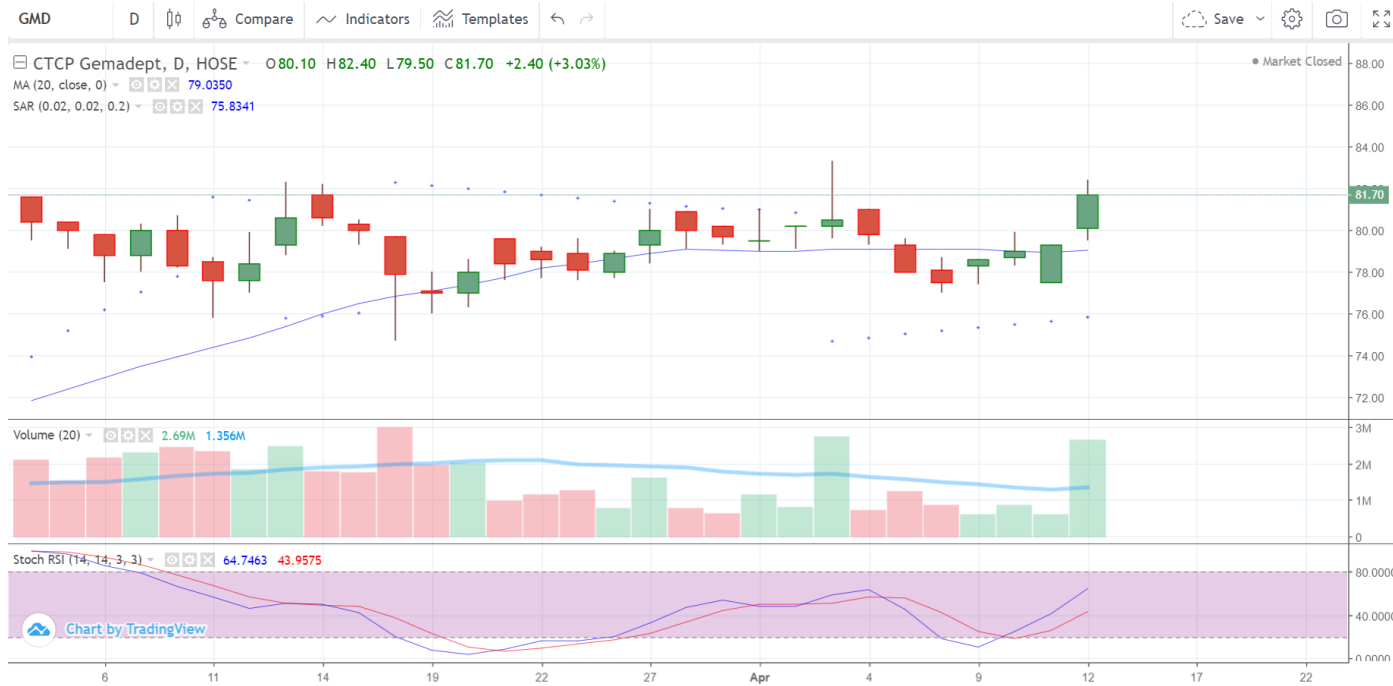 GMD D Compare Indicators Templates Save
CTCP Gemadept, D, HOSE O80.10 H82.40 L79.50 C81.70 +2.40 (+3.03%)
Market Closed
MA (20, close, 0) 79.0350
SAR (0.02, 0.02, 0.2) 75.8341
88.00
86.00
84.00
81.70
80.00
78.00
76.00
74.00
72.00
Volume (20) 2.69M 1.356M
3M
2M
1M
0
Stoch RSI (14, 14, 3, 3) 64.7463 43.9575
80.0000
40.0000
0.0000
Chart by TradingView
6 11 14 19 22 27 Apr 4 9 12 17 22